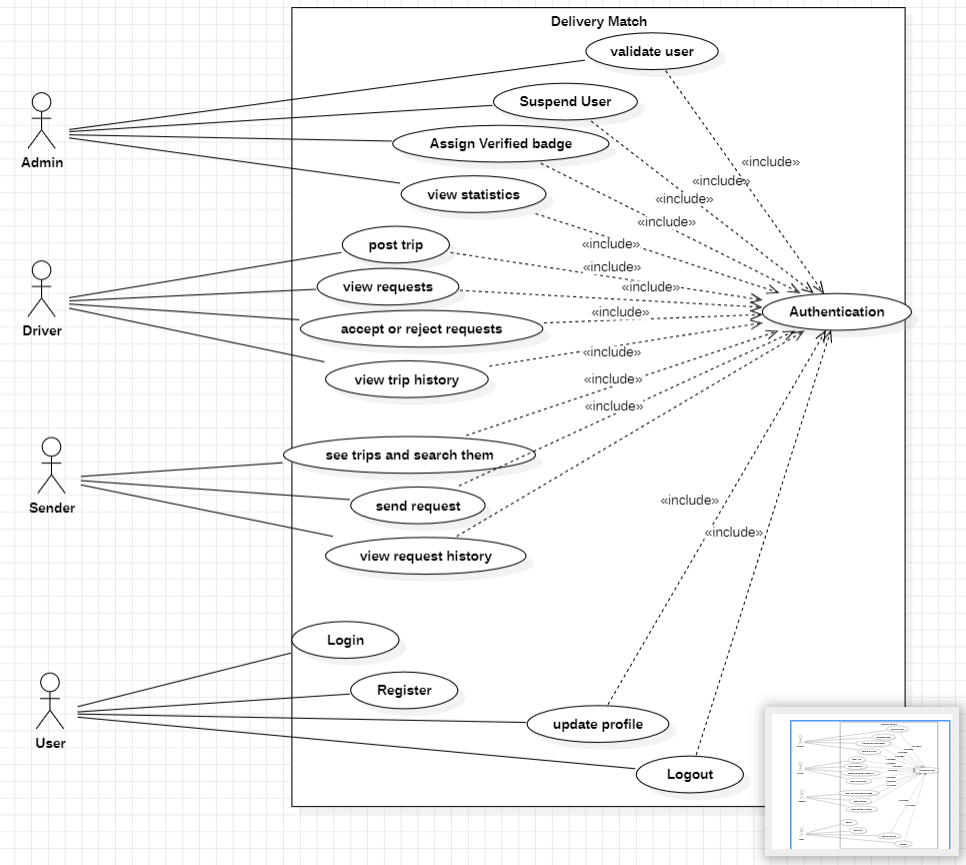 Delivery Match
validate user
Suspend User
Assign Verified badge
Admin
«include»
«include»
view statistics
«include»
«include»
post trip
«include»
«include»
view requests
«include»
Driver
accept or reject requests
«include»
Authentication
«include»
view trip history
«include»
«include»
see trips and search them
«include»
Sender
send request
«include»
view request history
Login
Register
User
update profile
Logout